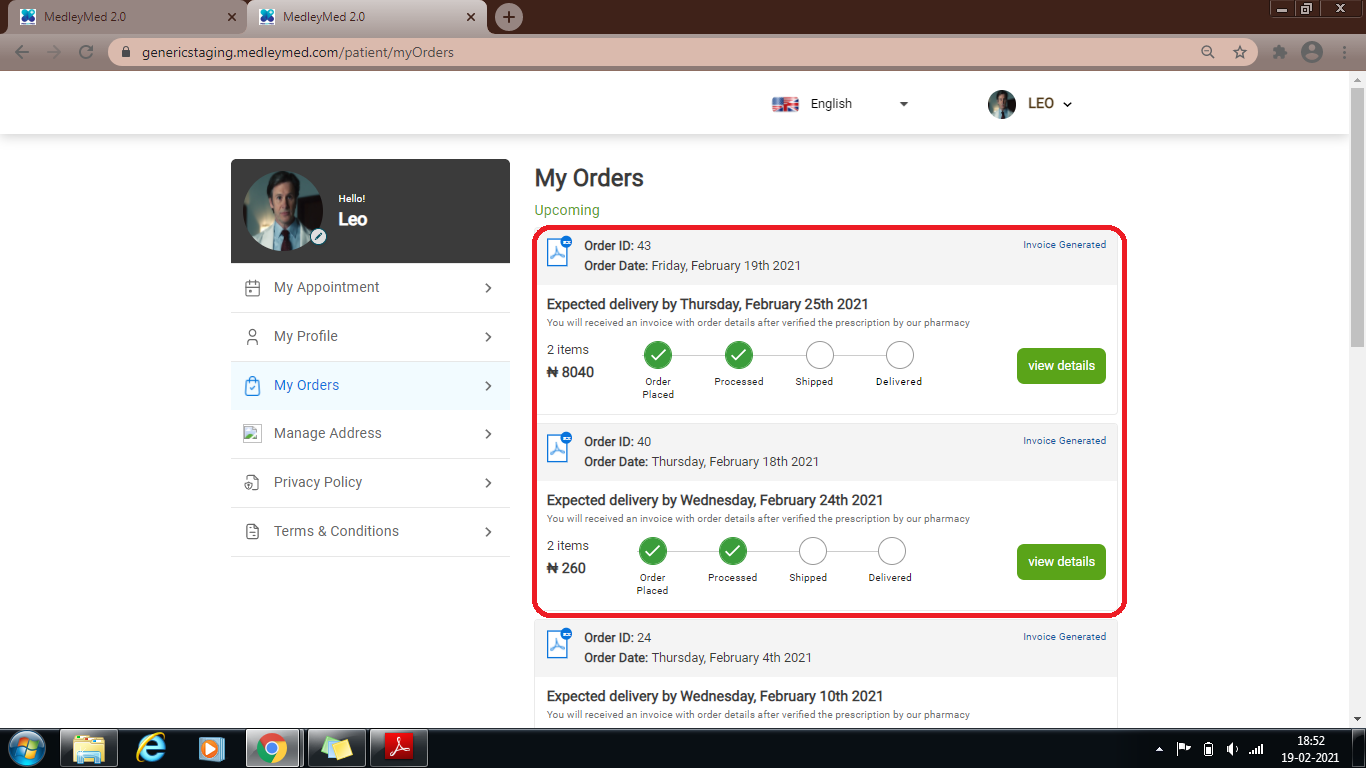 MedleyMed 2.0
MedleyMed 2.0
genericstaging.medleymed.com/patient/myOrders
English
LEO
Hello!
Leo
My Appointment
My Profile
My Orders
Manage Address
Privacy Policy
Terms & Conditions
My Orders
Upcoming
Order ID: 43
Invoice Generated
Order Date: Friday, February 19th 2021
Expected delivery by Thursday, February 25th 2021
You will received an invoice with order details after verified the prescription by our pharmacy
2 items
₦ 8040
Order Placed
Processed
Shipped
Delivered
view details
Order ID: 40
Invoice Generated
Order Date: Thursday, February 18th 2021
Expected delivery by Wednesday, February 24th 2021
You will received an invoice with order details after verified the prescription by our pharmacy
2 items
₦ 260
Order Placed
Processed
Shipped
Delivered
view details
Order ID: 24
Invoice Generated
Order Date: Thursday, February 4th 2021
Expected delivery by Wednesday, February 10th 2021
You will received an invoice with order details after verified the prescription by our pharmacy
18:52
19-02-2021